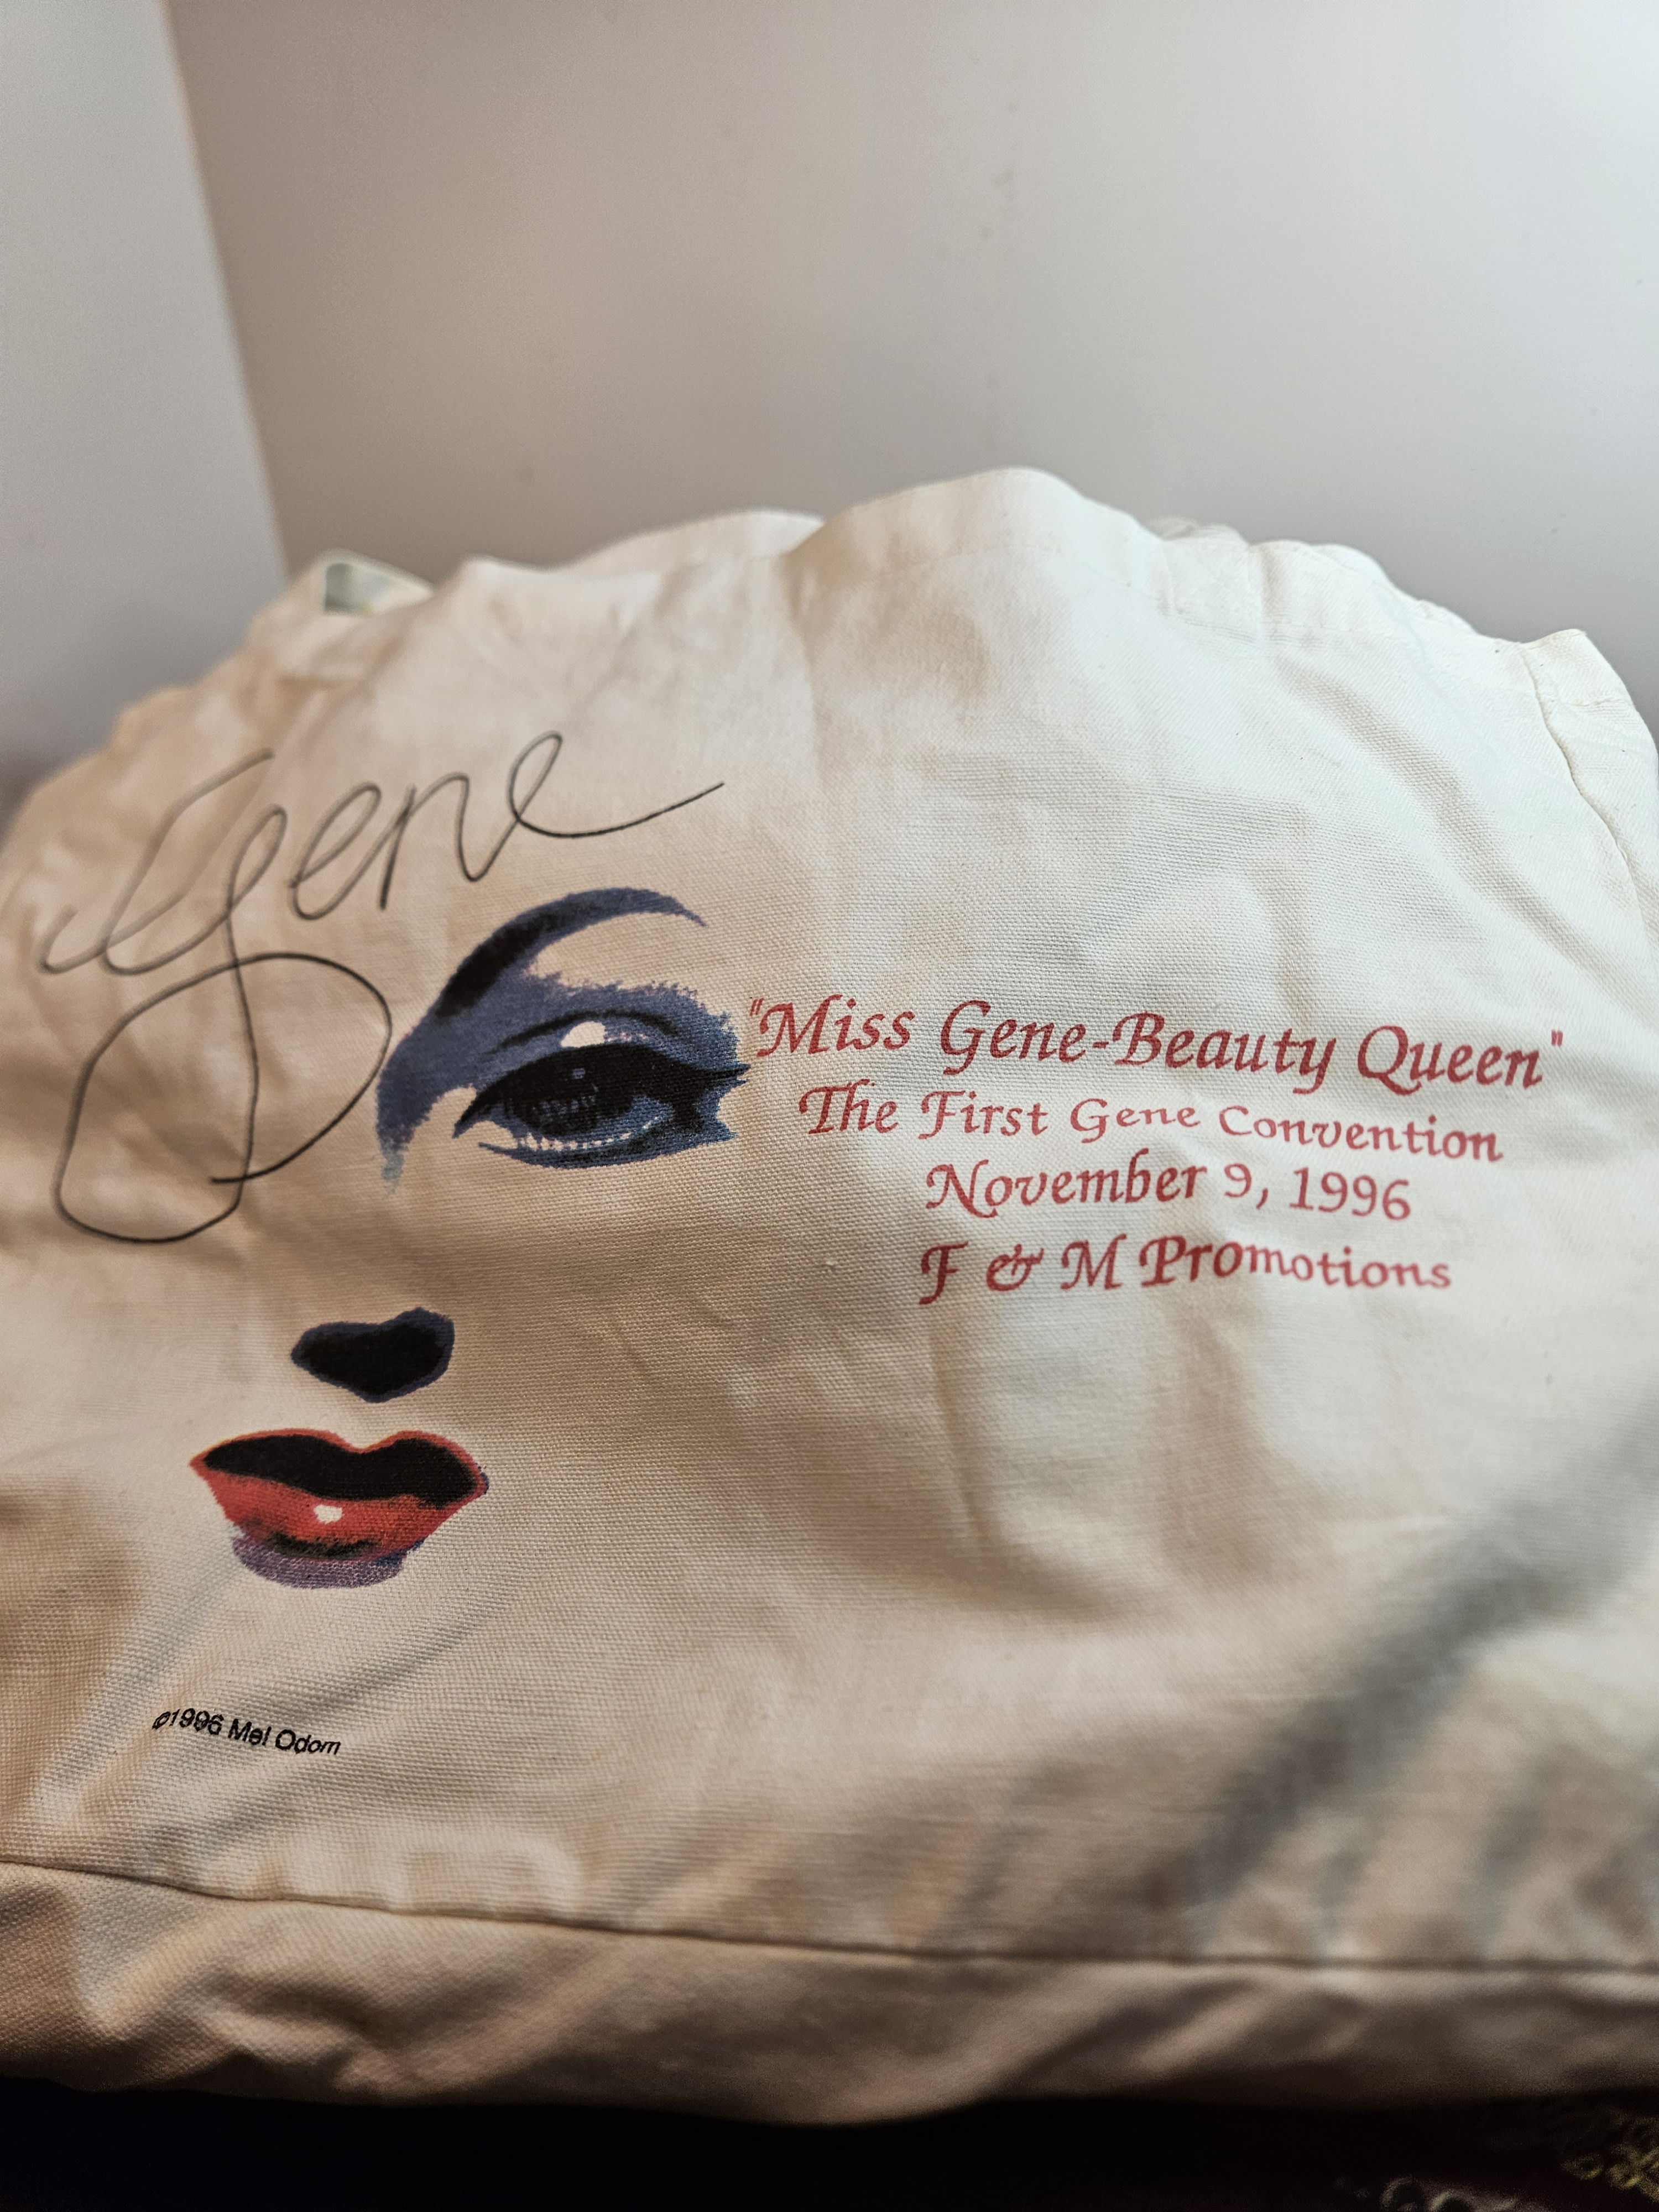 Gene
"Miss Gene-Beauty Queen"
The First Gene Convention
November 9, 1996
F & M Promotions
©1996 Mel Odom